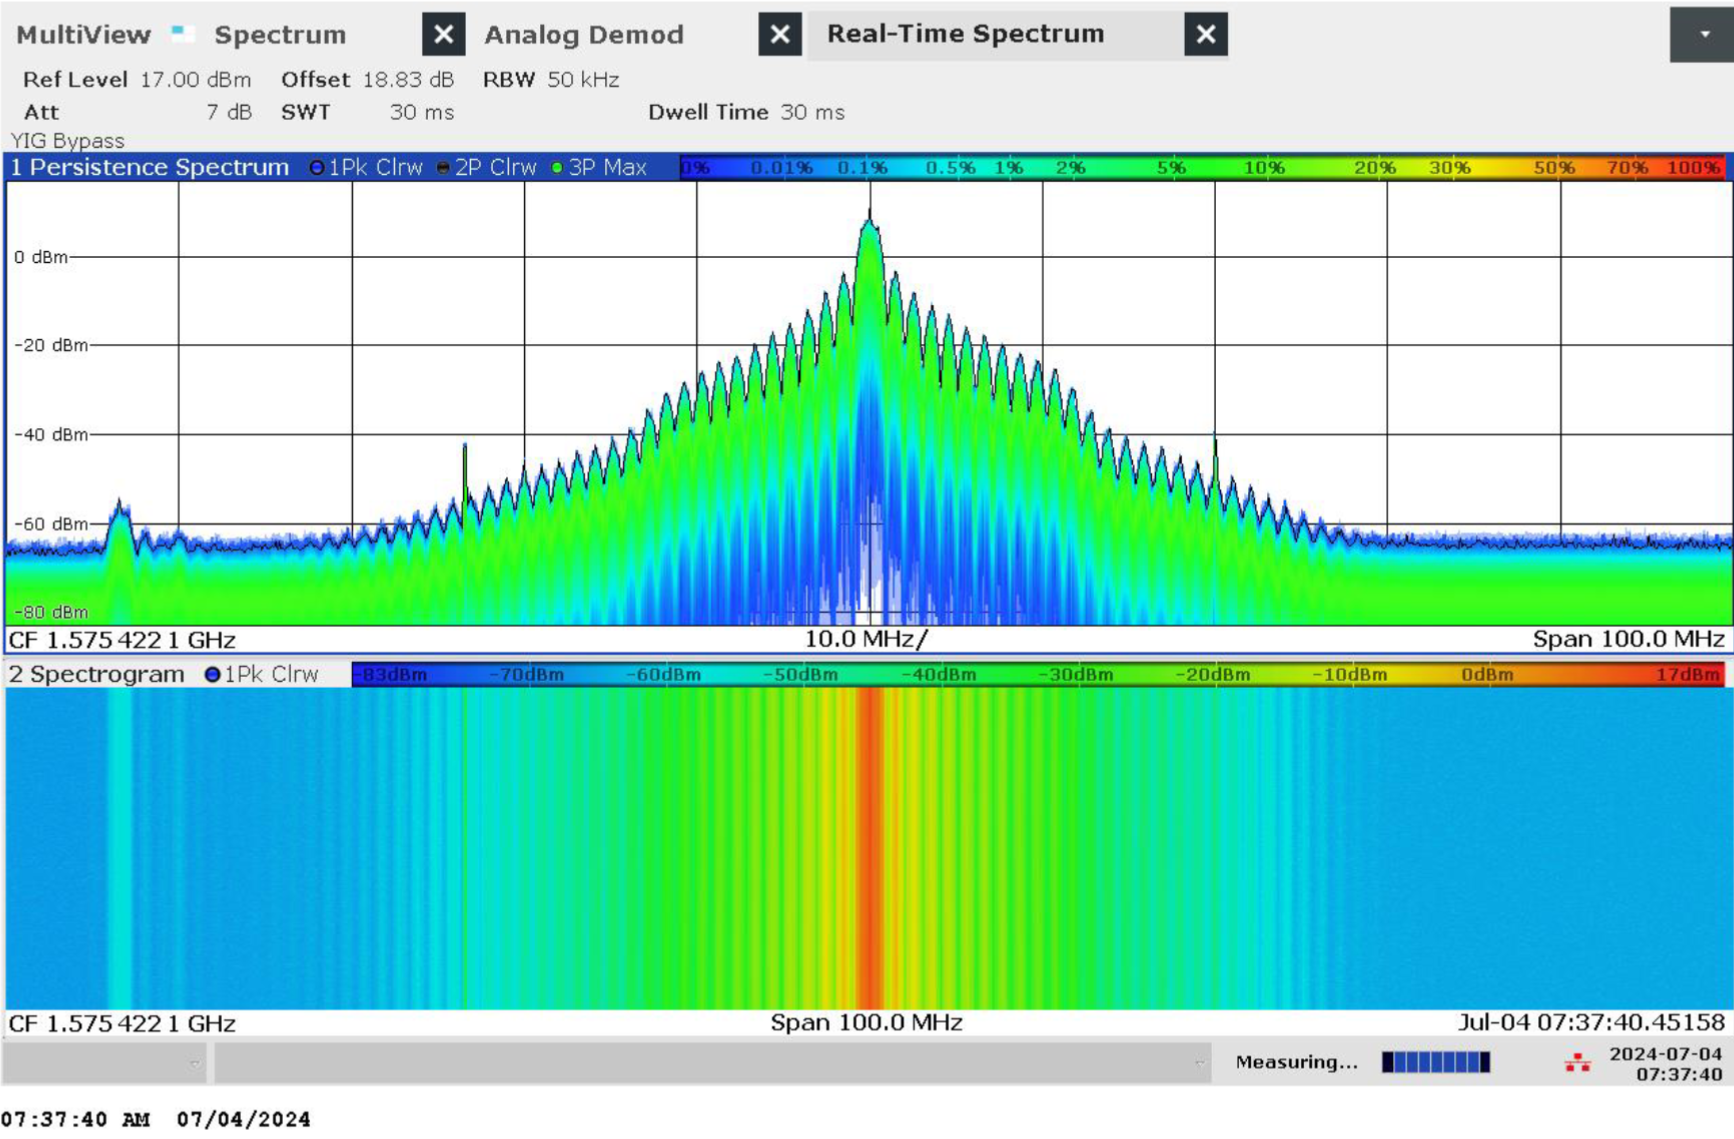 MultiView Spectrum X Analog Demod X Real-Time Spectrum X
Ref Level 17.00 dBm Offset 18.83 dB RBW 50 kHz
Att 7 dB SWT 30 ms Dwell Time 30 ms
YIG Bypass
1 Persistence Spectrum 1Pk Clrw 2P Clrw 3P Max 0% 0.01% 0.1% 0.5% 1% 2% 5% 10% 20% 30% 50% 70% 100%
0 dBm
-20 dBm
-40 dBm
-60 dBm
-80 dBm
CF 1.575 422 1 GHz 10.0 MHz/ Span 100.0 MHz
2 Spectrogram 1Pk Clrw -83dBm -70dBm -60dBm -50dBm -40dBm -30dBm -20dBm -10dBm 0dBm 17dBm
CF 1.575 422 1 GHz Span 100.0 MHz Jul-04 07:37:40.45158
Measuring... 2024-07-04
07:37:40
07:37:40 AM 07/04/2024